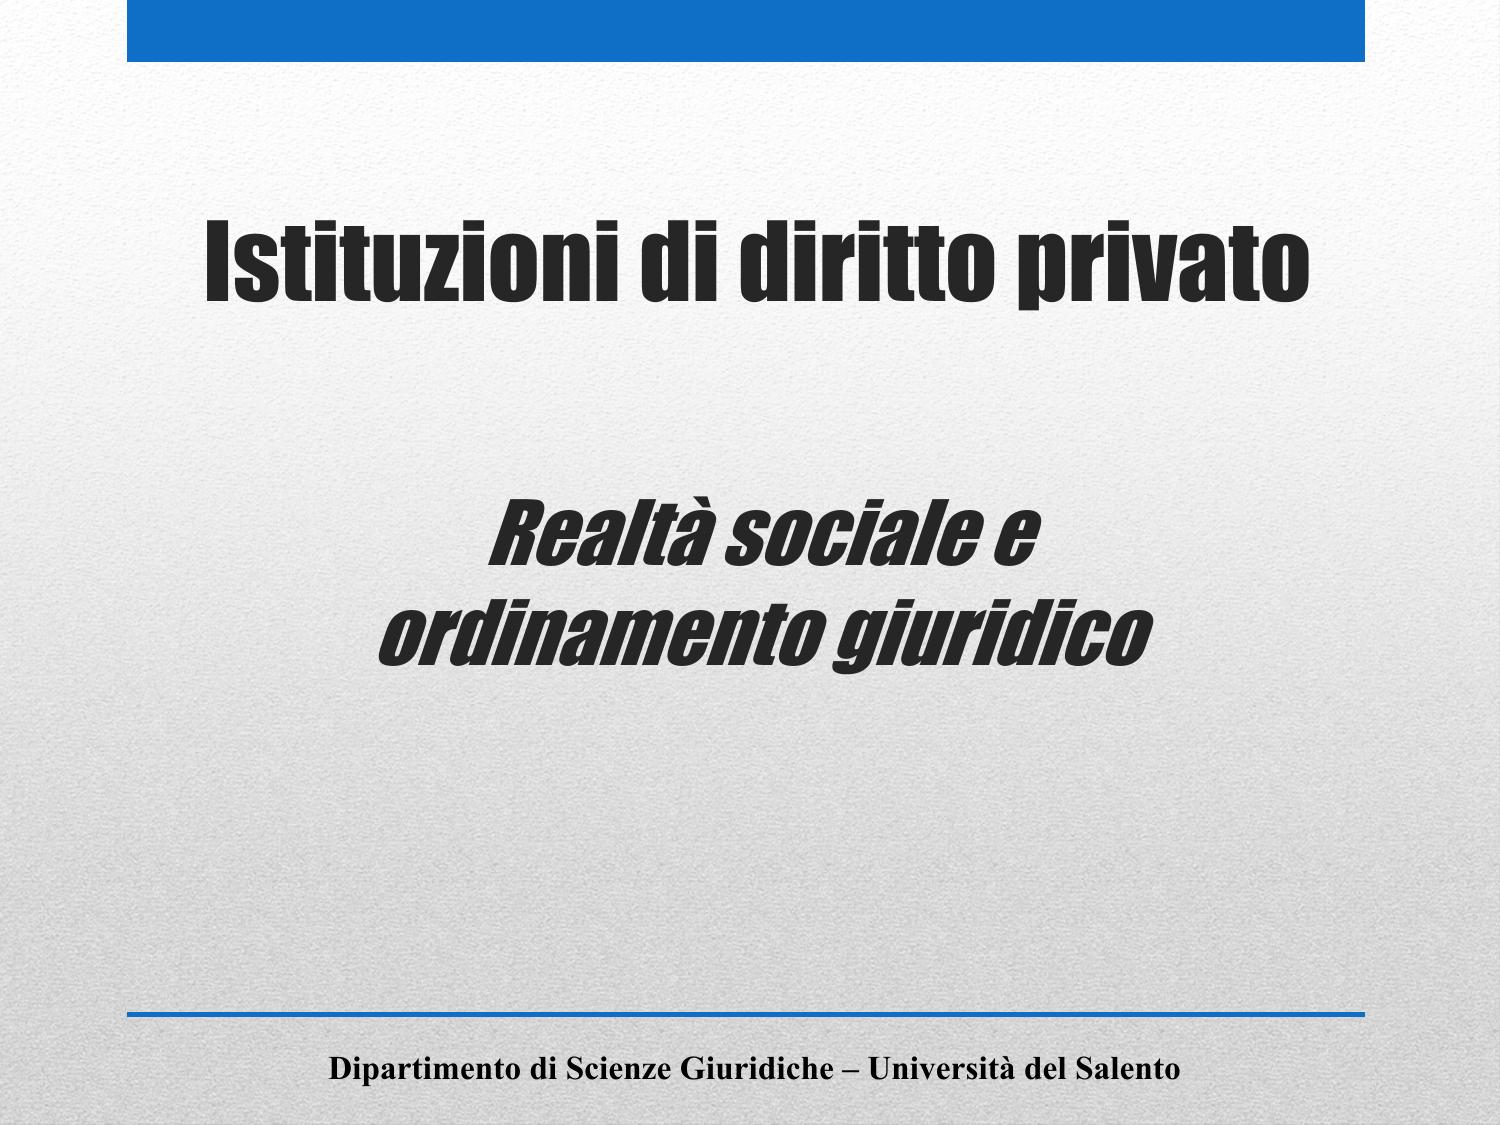 Istituzioni di diritto privato
Realtà sociale e
ordinamento giuridico
Dipartimento di Scienze Giuridiche – Università del Salento